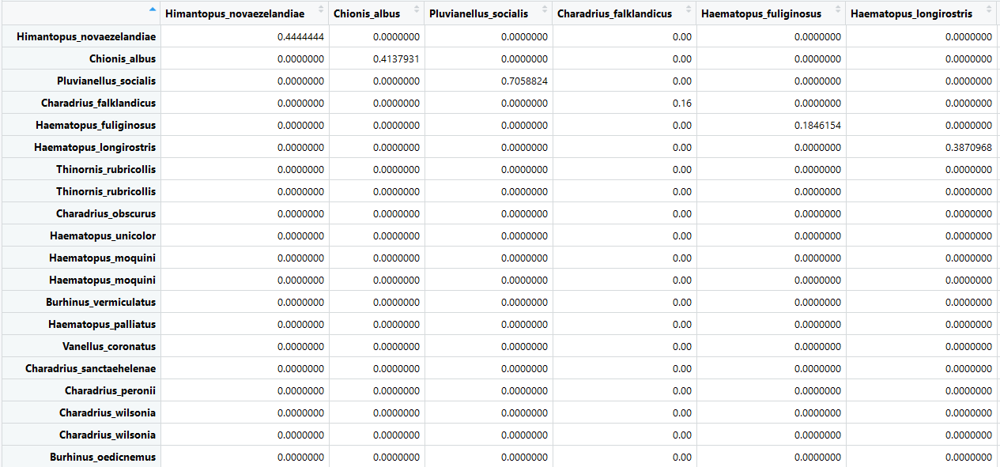 Himantopus_novaezelandiae Chionis_albus Pluvianellus_socialis Charadrius_falklandicus Haematopus_fuliginosus Haematopus_longirostris
Himantopus_novaezelandiae 0.4444444 0.0000000 0.0000000 0.00 0.0000000 0.0000000
Chionis_albus 0.0000000 0.4137931 0.0000000 0.00 0.0000000 0.0000000
Pluvianellus_socialis 0.0000000 0.0000000 0.7058824 0.00 0.0000000 0.0000000
Charadrius_falklandicus 0.0000000 0.0000000 0.0000000 0.16 0.0000000 0.0000000
Haematopus_fuliginosus 0.0000000 0.0000000 0.0000000 0.00 0.1846154 0.0000000
Haematopus_longirostris 0.0000000 0.0000000 0.0000000 0.00 0.0000000 0.3870968
Thinornis_rubricollis 0.0000000 0.0000000 0.0000000 0.00 0.0000000 0.0000000
Thinornis_rubricollis 0.0000000 0.0000000 0.0000000 0.00 0.0000000 0.0000000
Charadrius_obscurus 0.0000000 0.0000000 0.0000000 0.00 0.0000000 0.0000000
Haematopus_unicolor 0.0000000 0.0000000 0.0000000 0.00 0.0000000 0.0000000
Haematopus_moquini 0.0000000 0.0000000 0.0000000 0.00 0.0000000 0.0000000
Haematopus_moquini 0.0000000 0.0000000 0.0000000 0.00 0.0000000 0.0000000
Burhinus_vermiculatus 0.0000000 0.0000000 0.0000000 0.00 0.0000000 0.0000000
Haematopus_palliatus 0.0000000 0.0000000 0.0000000 0.00 0.0000000 0.0000000
Vanellus_coronatus 0.0000000 0.0000000 0.0000000 0.00 0.0000000 0.0000000
Charadrius_sanctaehelenae 0.0000000 0.0000000 0.0000000 0.00 0.0000000 0.0000000
Charadrius_peronii 0.0000000 0.0000000 0.0000000 0.00 0.0000000 0.0000000
Charadrius_wilsonia 0.0000000 0.0000000 0.0000000 0.00 0.0000000 0.0000000
Charadrius_wilsonia 0.0000000 0.0000000 0.0000000 0.00 0.0000000 0.0000000
Burhinus_oedicnemus 0.0000000 0.0000000 0.0000000 0.00 0.0000000 0.0000000